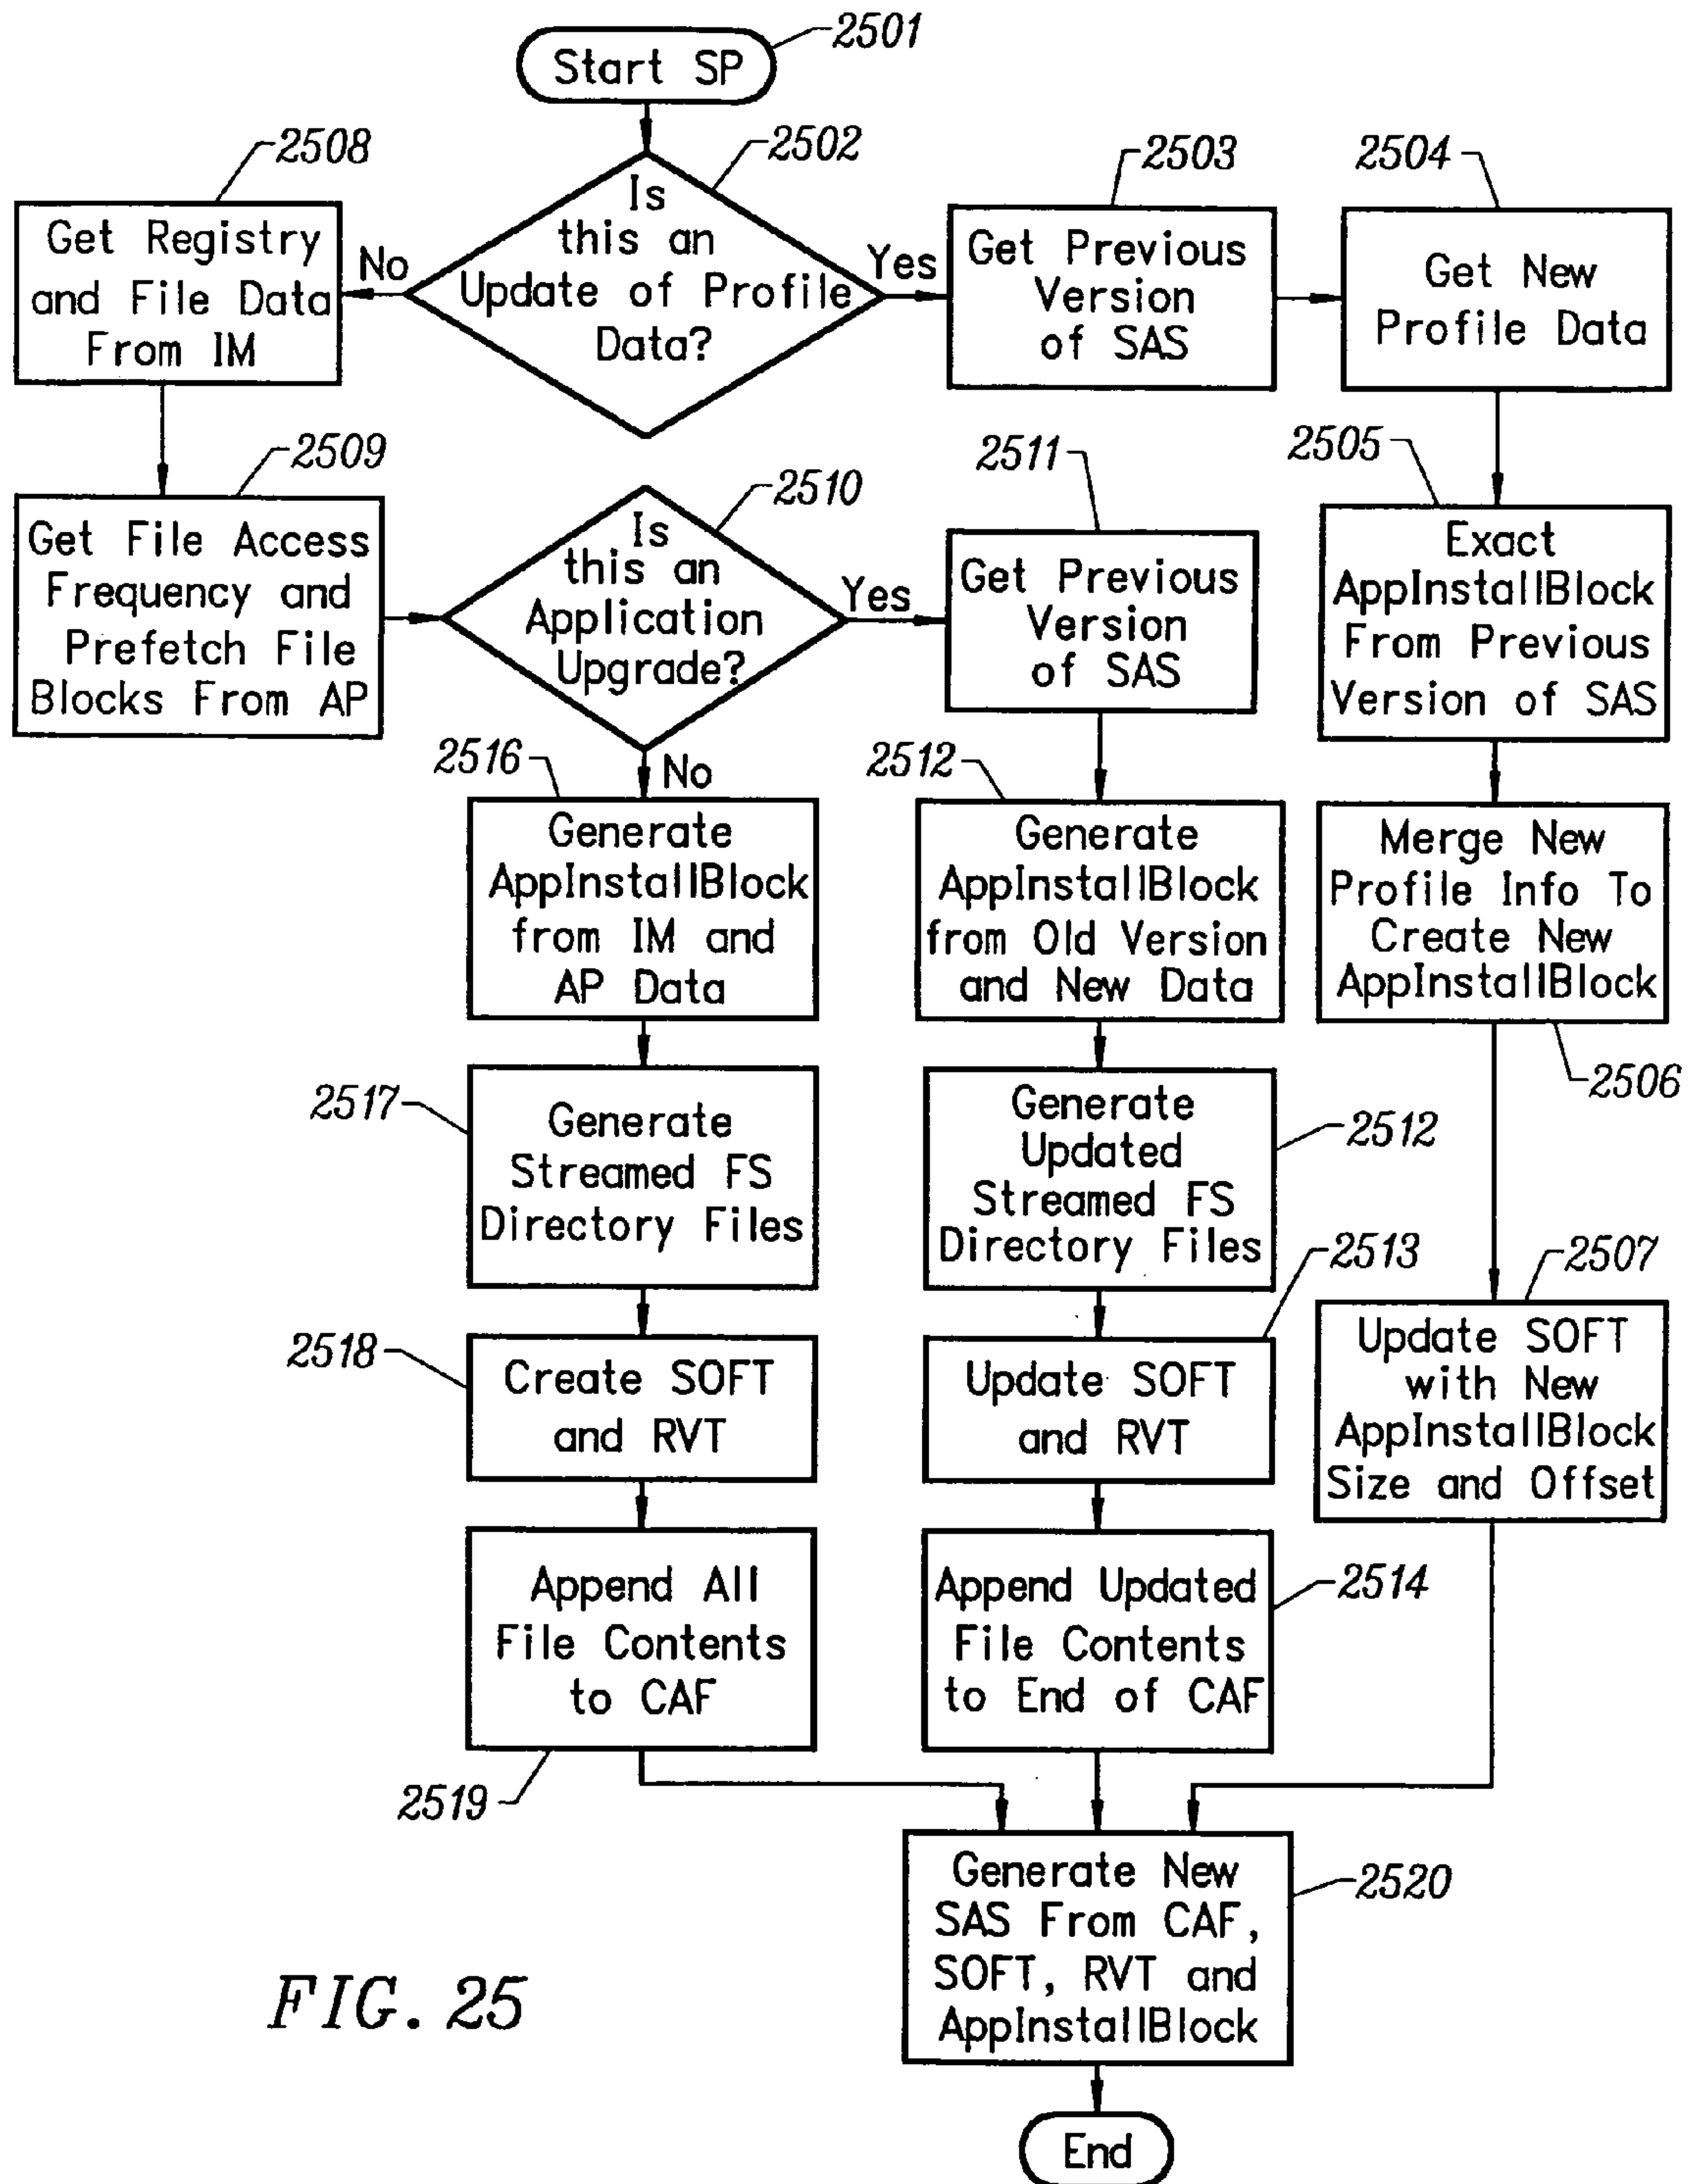 Start SP
2501
2502
Is
this an
Update of Profile
Data?
No
Yes
2508
Get Registry
and File Data
From IM
2503
Get Previous
Version
of SAS
2504
Get New
Profile Data
2509
Get File Access
Frequency and
Prefetch File
Blocks From AP
2510
Is
this an
Application
Upgrade?
Yes
No
2511
Get Previous
Version
of SAS
2505
Exact
AppInstallBlock
From Previous
Version of SAS
2516
Generate
AppInstallBlock
from IM and
AP Data
2512
Generate
AppInstallBlock
from Old Version
and New Data
Merge New
Profile Info To
Create New
AppInstallBlock
2506
2517
Generate
Streamed FS
Directory Files
Generate
Updated
Streamed FS
Directory Files
2512
2518
Create SOFT
and RVT
2513
Update SOFT
and RVT
2507
Update SOFT
with New
AppInstallBlock
Size and Offset
Append All
File Contents
to CAF
2519
Append Updated
File Contents
to End of CAF
2514
Generate New
SAS From CAF,
SOFT, RVT and
AppInstallBlock
2520
End
FIG. 25